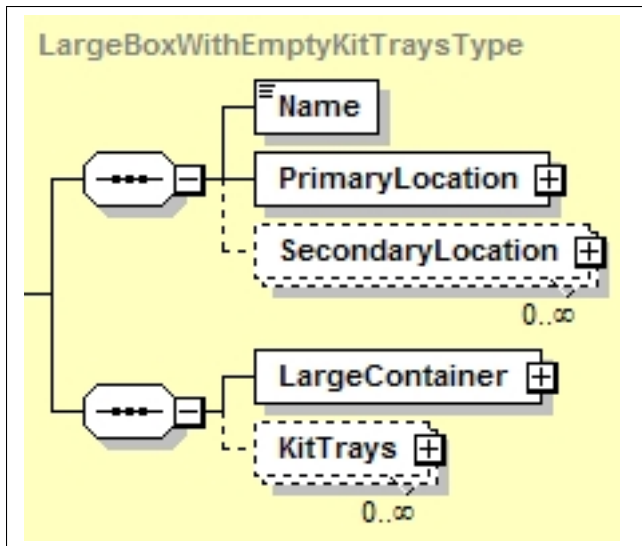 LargeBoxWithEmptyKitTraysType
Name
PrimaryLocation
SecondaryLocation
0..∞
LargeContainer
KitTrays
0..∞